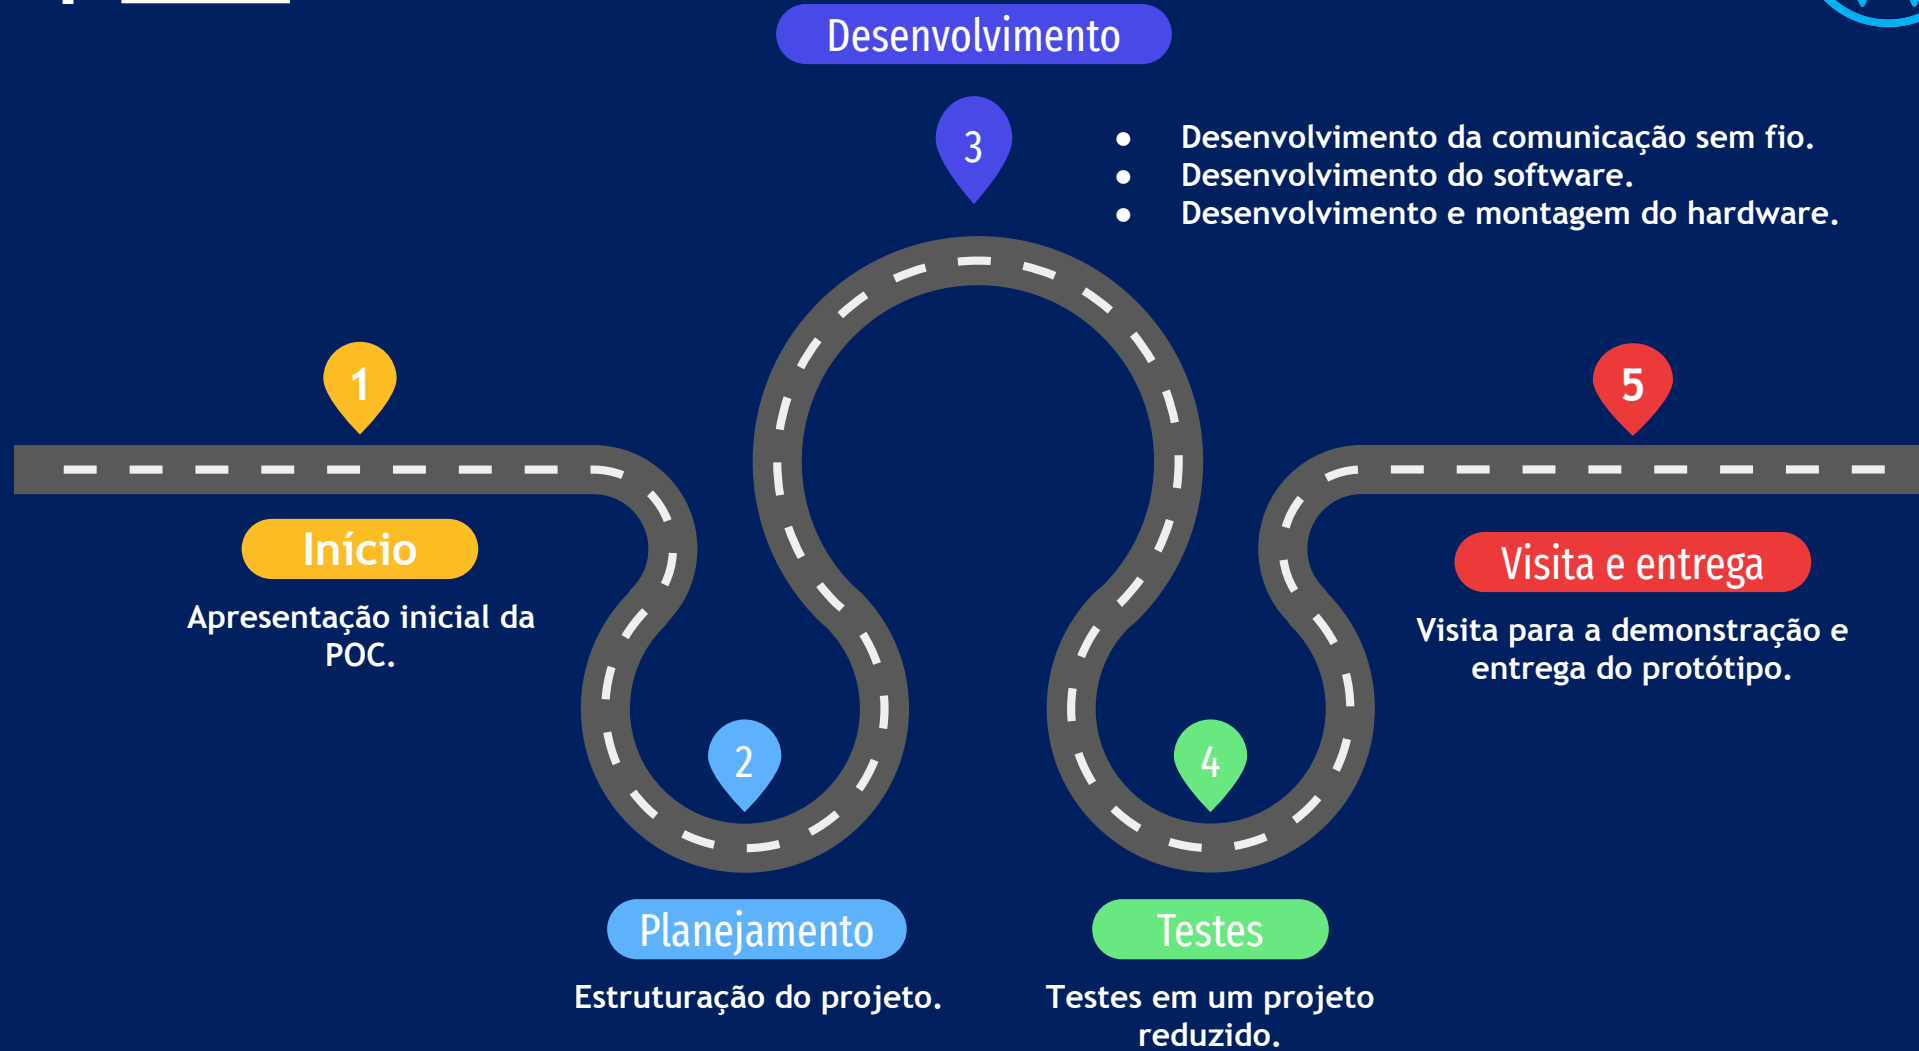 Desenvolvimento
3
● Desenvolvimento da comunicação sem fio.
● Desenvolvimento do software.
● Desenvolvimento e montagem do hardware.
1
Início
Apresentação inicial da
POC.
2
Planejamento
Estruturação do projeto.
4
Testes
Testes em um projeto
reduzido.
5
Visita e entrega
Visita para a demonstração e
entrega do protótipo.